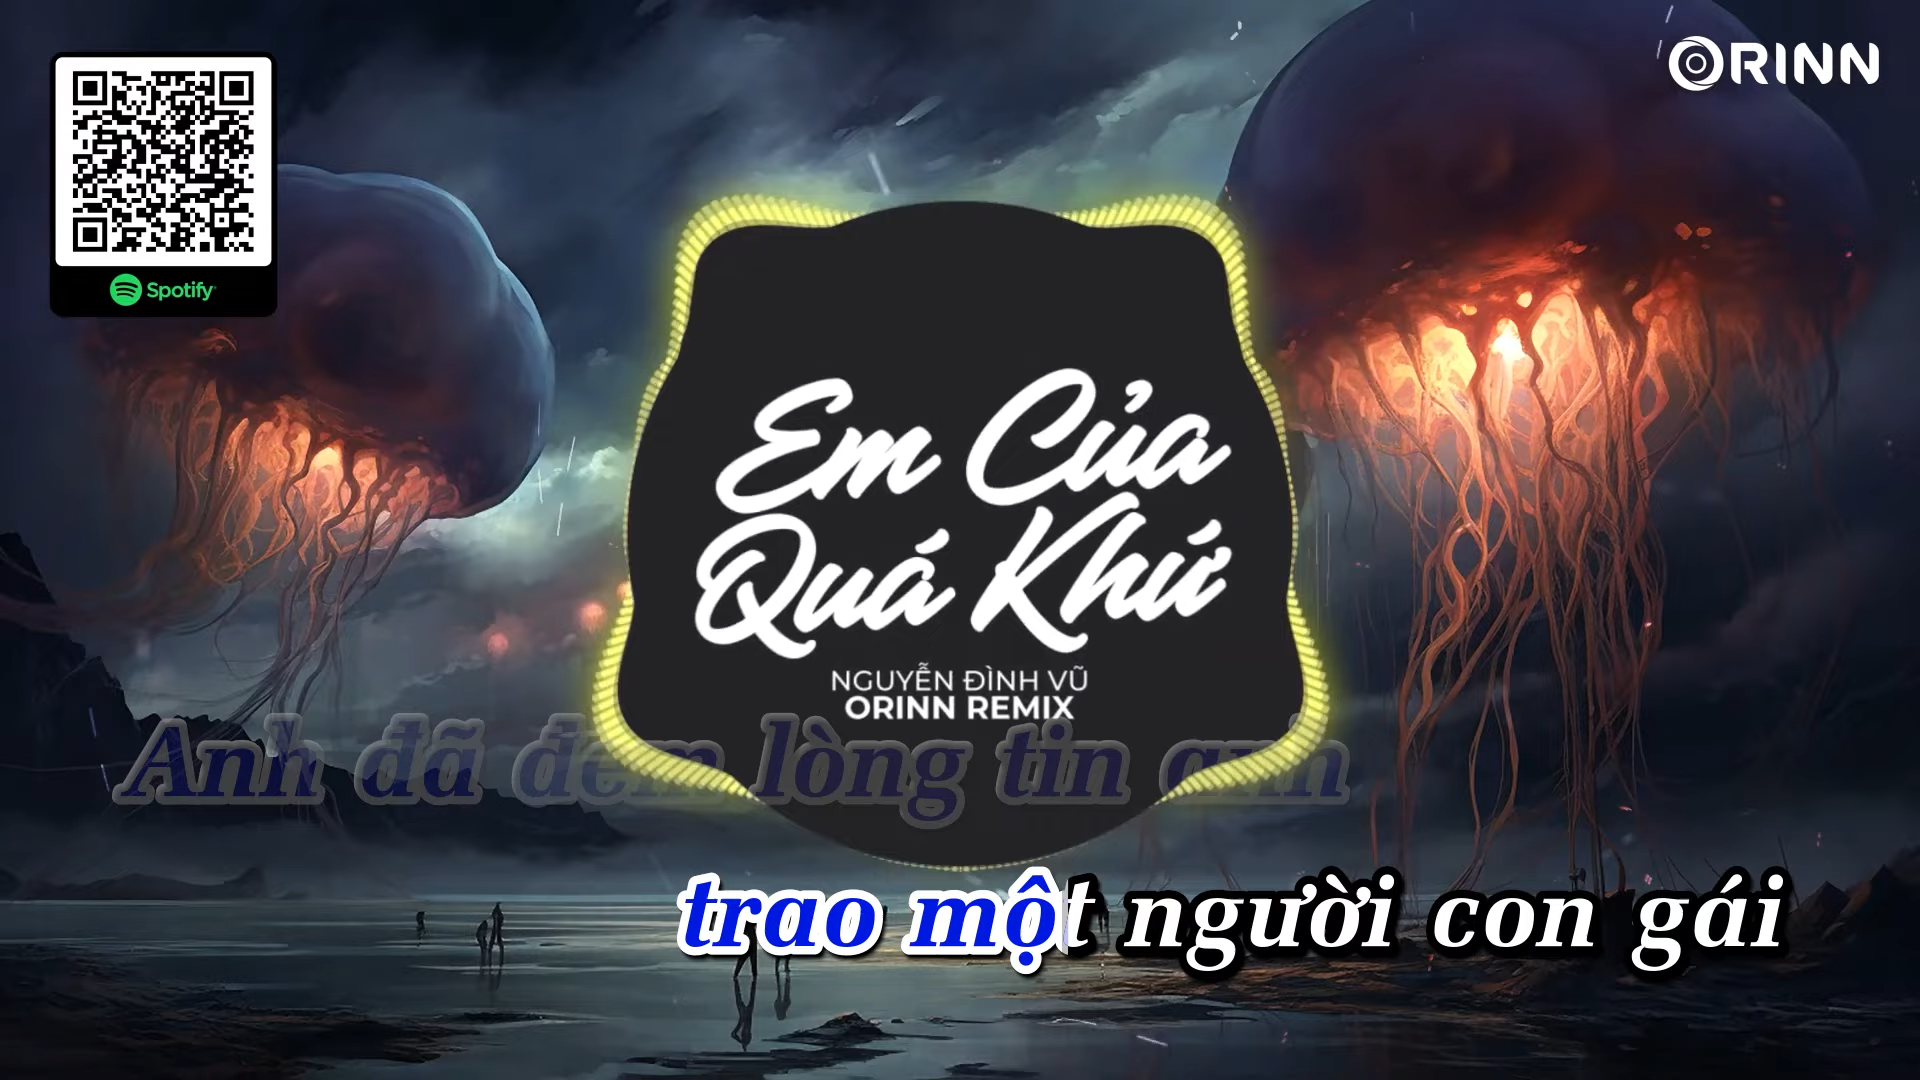 ORINN
Spotify
Em Của
Quá Khứ
NGUYỄN ĐÌNH VŨ
ORINN REMIX
Anh đã đem lòng tin anh
trao một người con gái